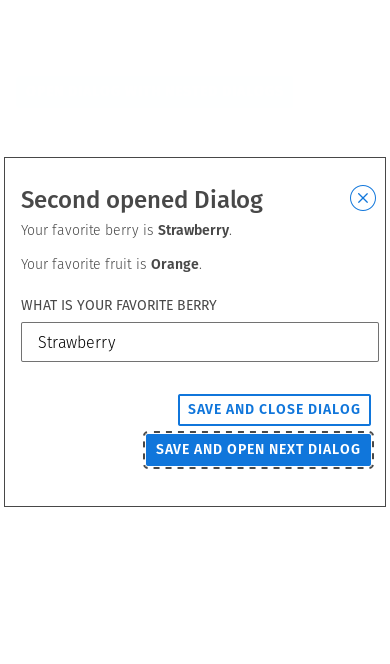 Second opened Dialog
Your favorite berry is Strawberry.
Your favorite fruit is Orange.
WHAT IS YOUR FAVORITE BERRY
Strawberry
SAVE AND CLOSE DIALOG
SAVE AND OPEN NEXT DIALOG